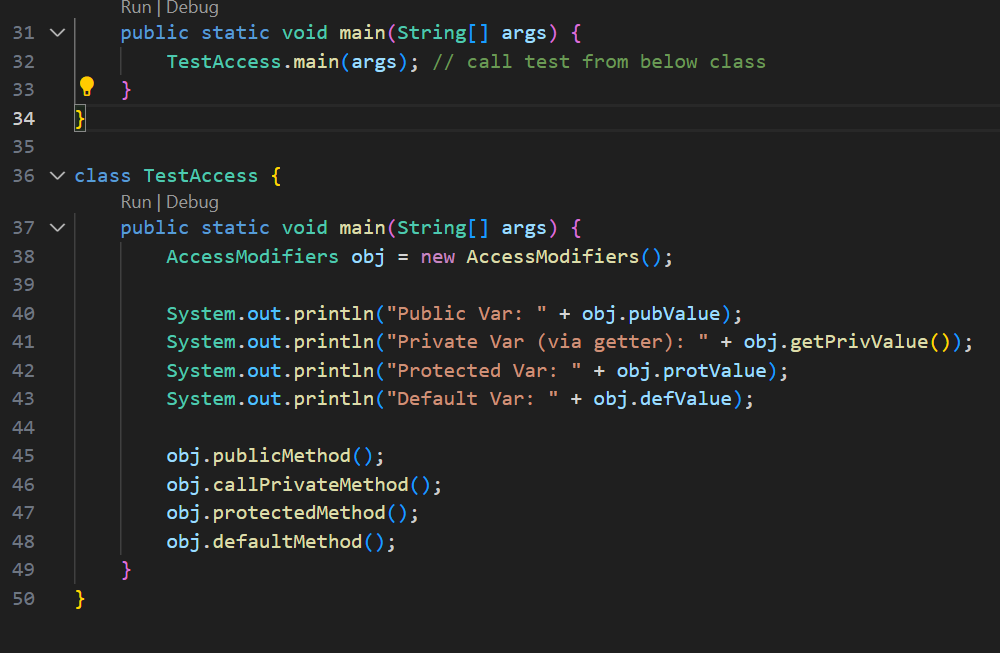 Run | Debug
31 public static void main(String[] args) {
32 TestAccess.main(args); // call test from below class
33 }
34 }
35
36 class TestAccess {
Run | Debug
37 public static void main(String[] args) {
38 AccessModifiers obj = new AccessModifiers();
39
40 System.out.println("Public Var: " + obj.pubValue);
41 System.out.println("Private Var (via getter): " + obj.getPrivValue());
42 System.out.println("Protected Var: " + obj.protValue);
43 System.out.println("Default Var: " + obj.defValue);
44
45 obj.publicMethod();
46 obj.callPrivateMethod();
47 obj.protectedMethod();
48 obj.defaultMethod();
49 }
50 }